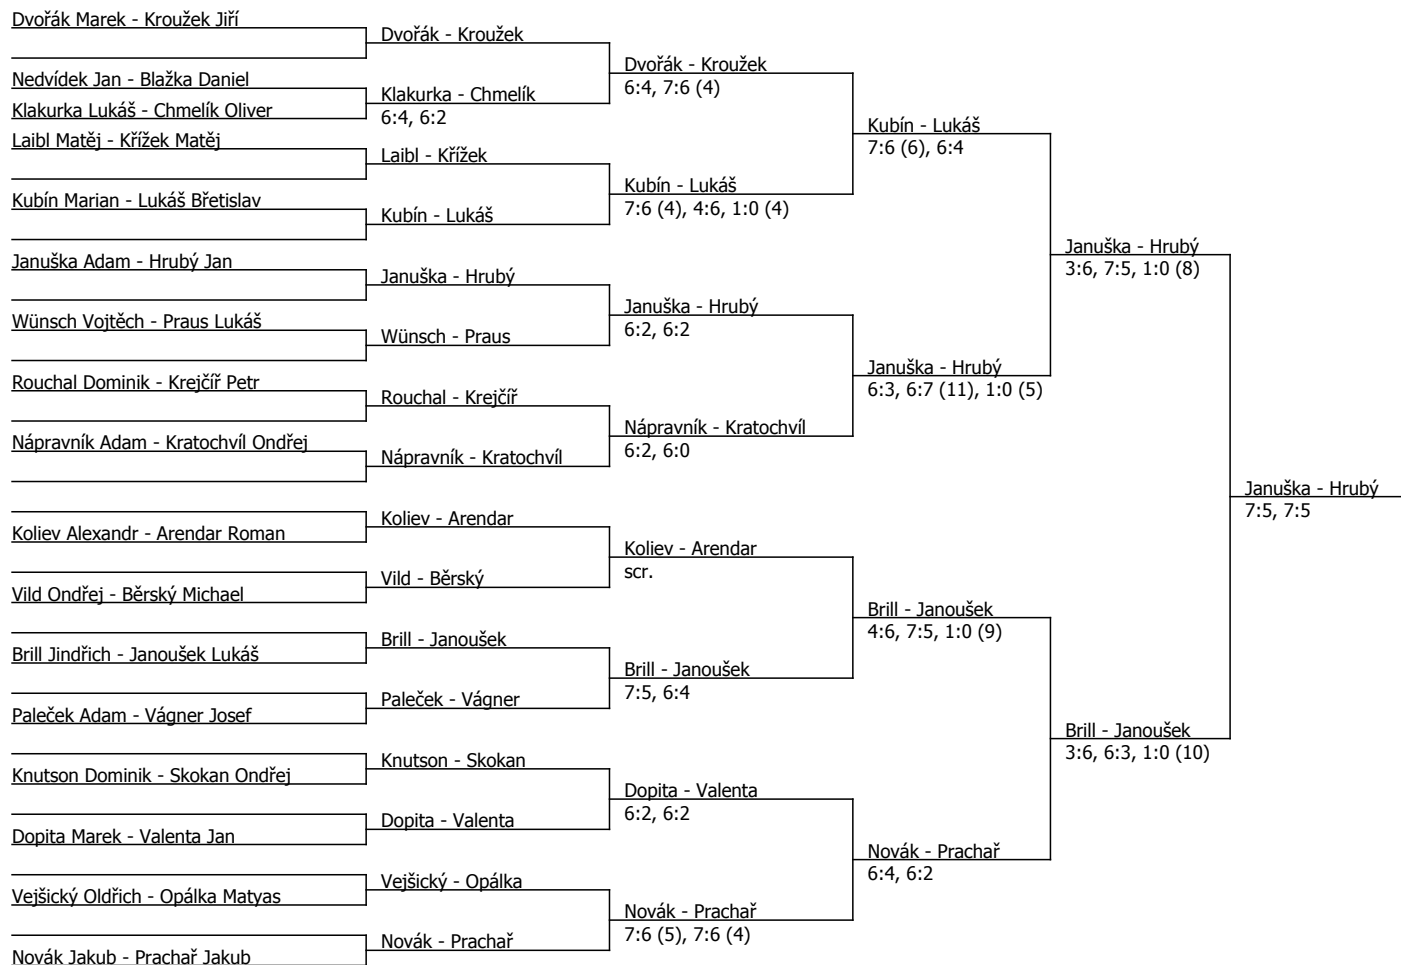 Dvořák Marek - Kroužek Jiří
Nedvídek Jan - Blažka Daniel
Klakurka Lukáš - Chmelík Oliver
Laibl Matěj - Křížek Matěj
Kubín Marian - Lukáš Břetislav
Januška Adam - Hrubý Jan
Wünsch Vojtěch - Praus Lukáš
Rouchal Dominik - Krejčíř Petr
Nápravník Adam - Kratochvíl Ondřej
Koliev Alexandr - Arendar Roman
Vild Ondřej - Běrský Michael
Brill Jindřich - Janoušek Lukáš
Paleček Adam - Vágner Josef
Knutson Dominik - Skokan Ondřej
Dopita Marek - Valenta Jan
Vejšický Oldřich - Opálka Matyas
Novák Jakub - Prachař Jakub
Dvořák - Kroužek
Klakurka - Chmelík
6:4, 6:2
Laibl - Křížek
Kubín - Lukáš
Januška - Hrubý
Wünsch - Praus
Rouchal - Krejčíř
Nápravník - Kratochvíl
Koliev - Arendar
Vild - Běrský
Brill - Janoušek
Paleček - Vágner
Knutson - Skokan
Dopita - Valenta
Vejšický - Opálka
Novák - Prachař
Dvořák - Kroužek
6:4, 7:6 (4)
Kubín - Lukáš
7:6 (4), 4:6, 1:0 (4)
Januška - Hrubý
6:2, 6:2
Nápravník - Kratochvíl
6:2, 6:0
Koliev - Arendar
scr.
Brill - Janoušek
7:5, 6:4
Dopita - Valenta
6:2, 6:2
Novák - Prachař
7:6 (5), 7:6 (4)
Kubín - Lukáš
7:6 (6), 6:4
Januška - Hrubý
6:3, 6:7 (11), 1:0 (5)
Brill - Janoušek
4:6, 7:5, 1:0 (9)
Novák - Prachař
6:4, 6:2
Januška - Hrubý
3:6, 7:5, 1:0 (8)
Brill - Janoušek
3:6, 6:3, 1:0 (10)
Januška - Hrubý
7:5, 7:5